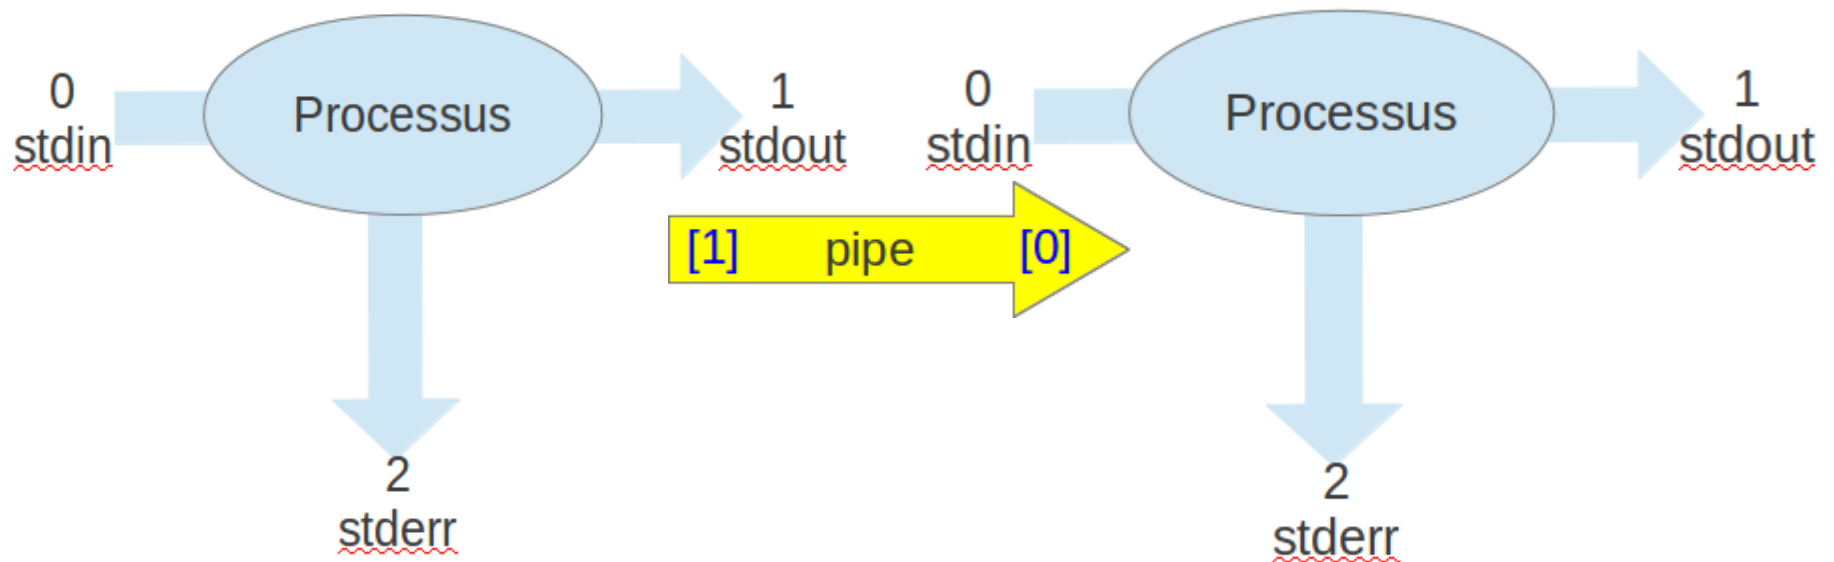 0
stdin
Processus
1
stdout
0
stdin
Processus
1
stdout
[1] pipe [0]
2
stderr
2
stderr